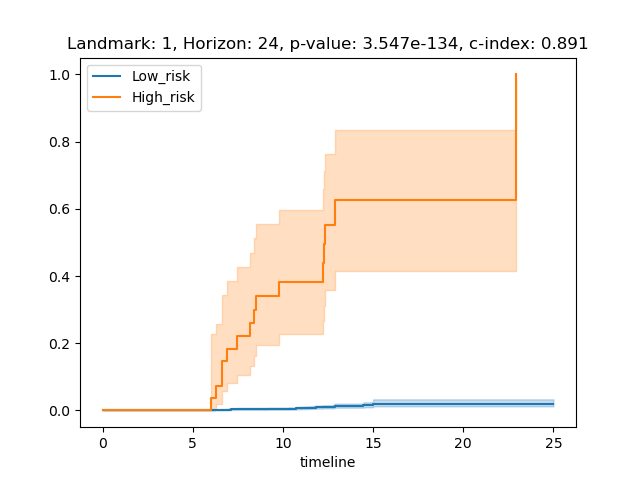 Landmark: 1, Horizon: 24, p-value: 3.547e-134, c-index: 0.891
Low_risk
High_risk
1.0
0.8
0.6
0.4
0.2
0.0
0 5 10 15 20 25
timeline